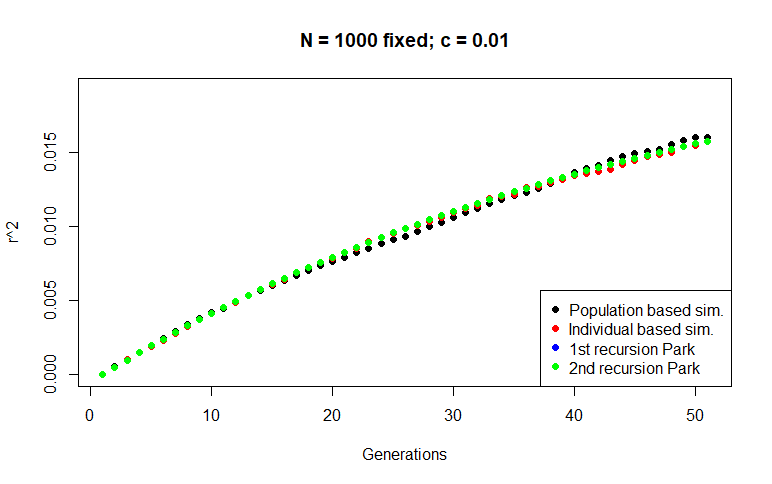 N = 1000 fixed; c = 0.01
r^2
0.015
0.010
0.005
0.000
0 10 20 30 40 50
Generations
Population based sim.
Individual based sim.
1st recursion Park
2nd recursion Park